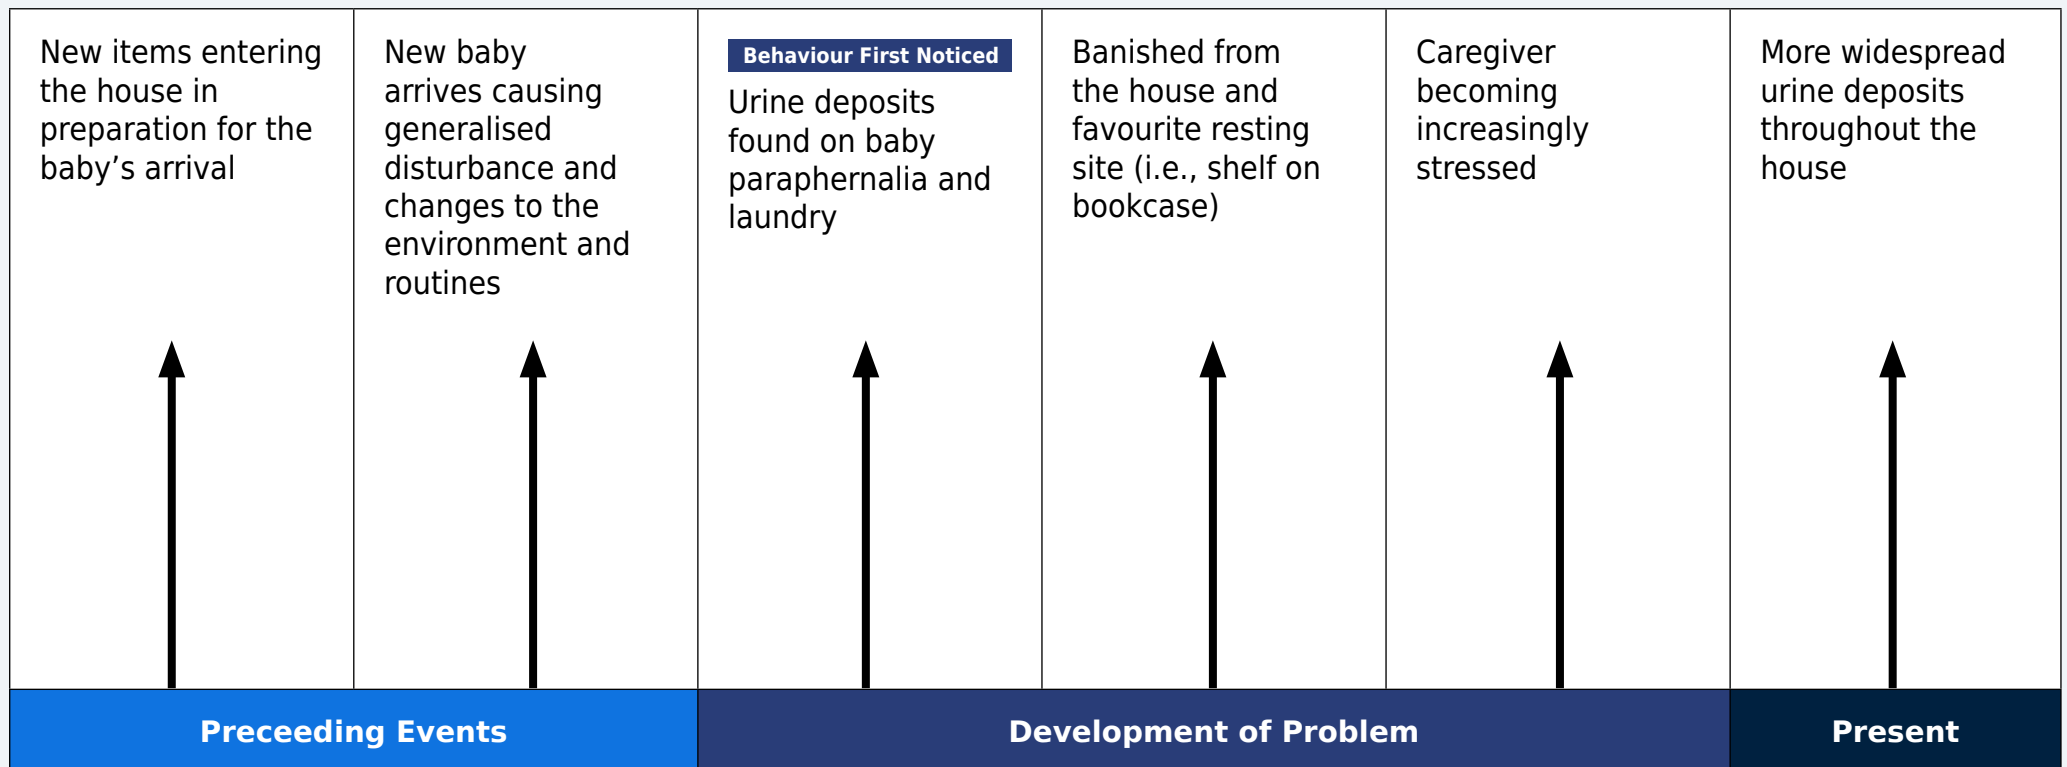 New items entering
the house in
preparation for the
baby’s arrival
New baby
arrives causing
generalised
disturbance and
changes to the
environment and
routines
Behaviour First Noticed
Urine deposits
found on baby
paraphernalia and
laundry
Banished from
the house and
favourite resting
site (i.e., shelf on
bookcase)
Caregiver
becoming
increasingly
stressed
More widespread
urine deposits
throughout the
house
Preceeding Events
Development of Problem
Present